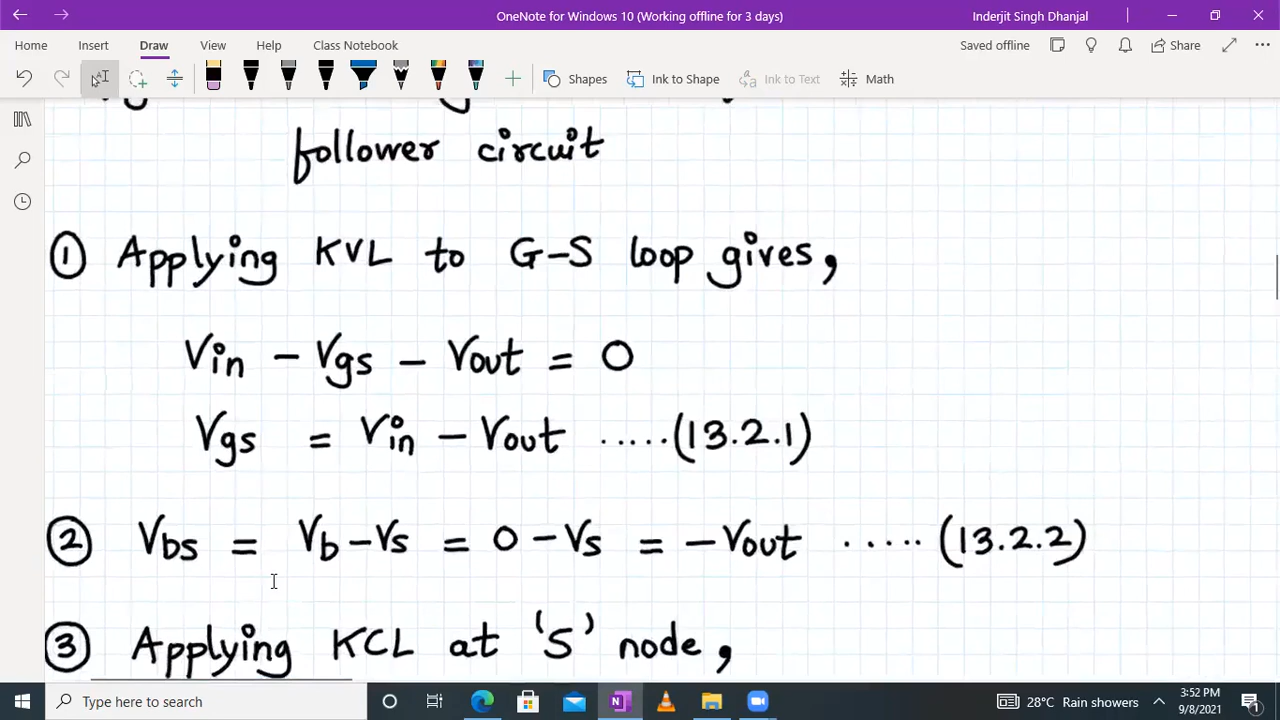 OneNote for Windows 10 (Working offline for 3 days)
Inderjit Singh Dhanjal
Home Insert Draw View Help Class Notebook
Saved offline Share
Shapes Ink to Shape Ink to Text Math
follower circuit
① Applying KVL to G-S loop gives,
Vin - Vgs - Vout = 0
Vgs = Vin - Vout .....(13.2.1)
② Vbs = Vb-Vs = 0-Vs = -Vout .....(13.2.2)
③ Applying KCL at 'S' node,
Type here to search
28°C Rain showers
3:52 PM
9/8/2021
1